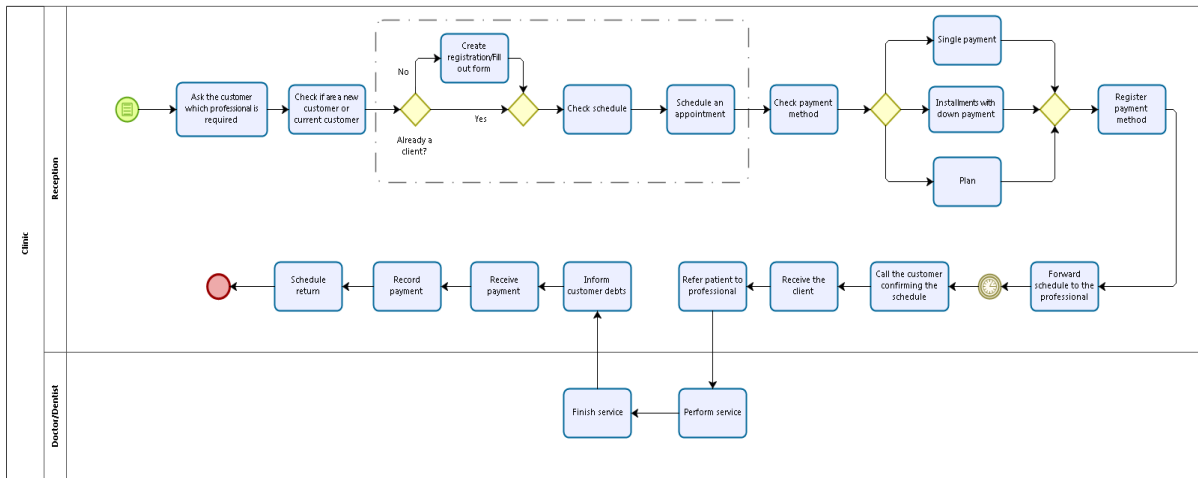 Clinic
Reception
Doctor/Dentist
Ask the customer
which professional is
required
Check if area new
customer or
current customer
No
Already a
client?
Create
registration/Fill
out form
Yes
Check schedule
Schedule an
appointment
Check payment
method
Single payment
Installments with
down payment
Plan
Register
payment
method
Forward
schedule to the
professional
Call the customer
confirming the
schedule
Receive the
client
Refer patient to
professional
Perform service
Finish service
Inform
customer debts
Receive payment
Record
payment
Schedule
return